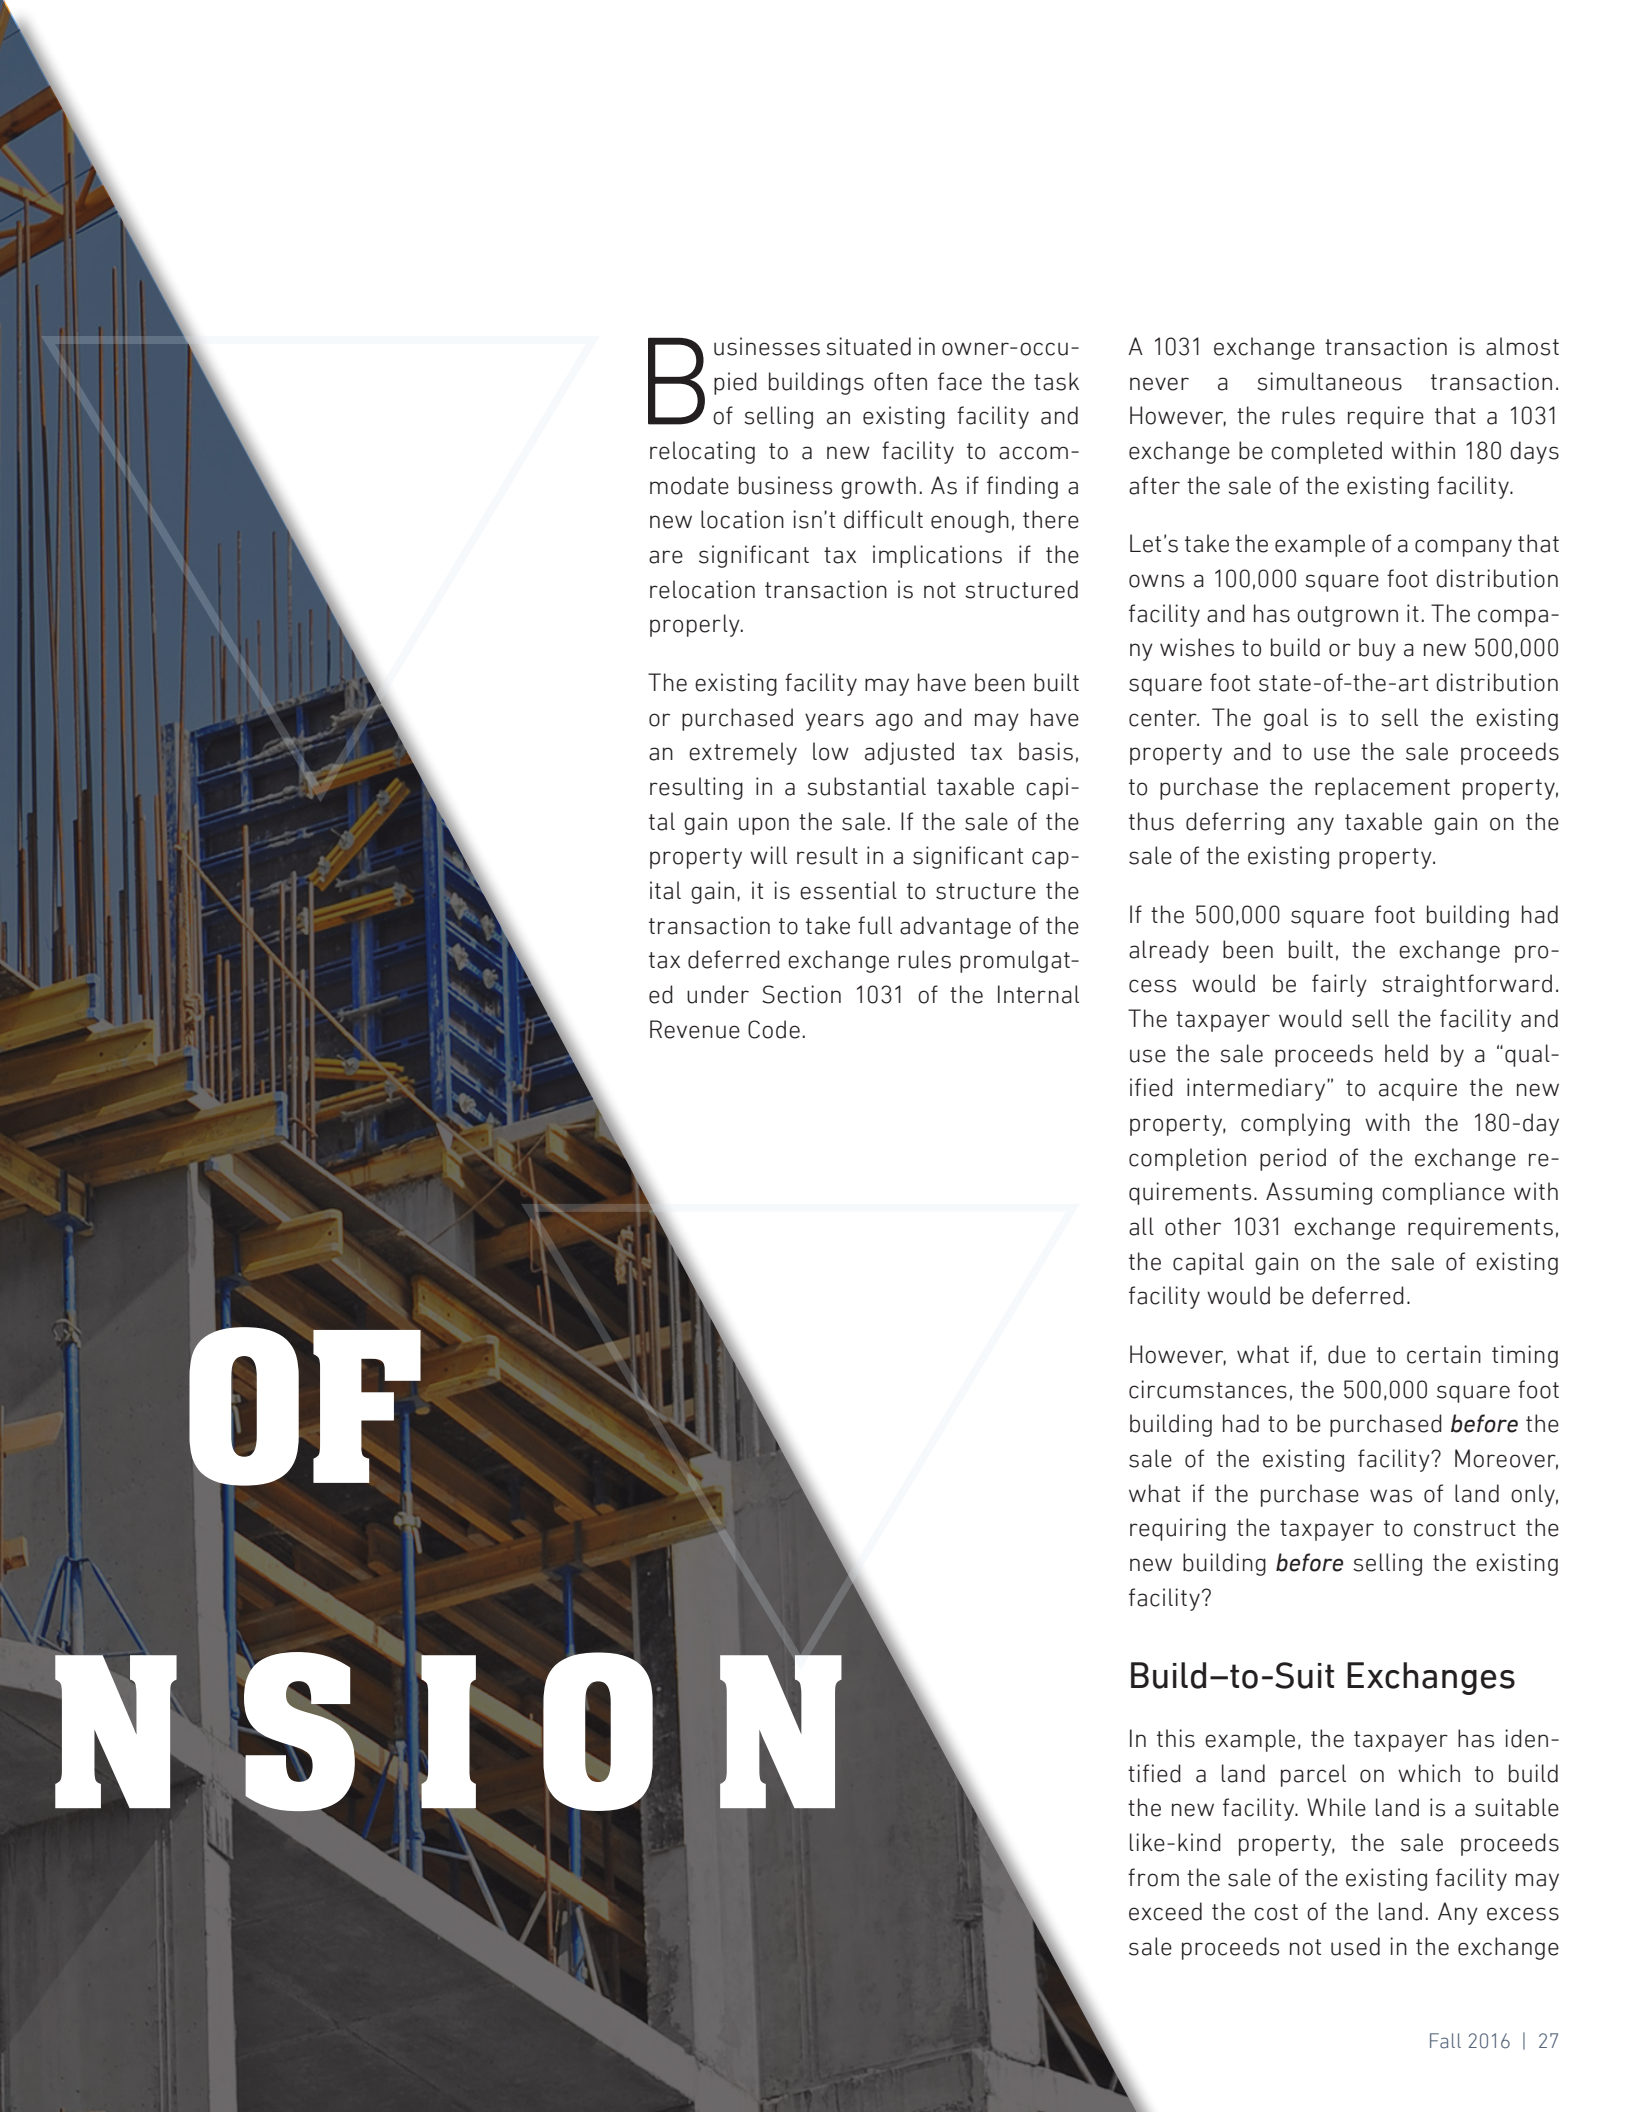 OF
NSION
Businesses situated in owner-occu-
pied buildings often face the task
of selling an existing facility and
relocating to a new facility to accom-
modate business growth. As if finding a
new location isn't difficult enough, there
are significant tax implications if the
relocation transaction is not structured
properly.
The existing facility may have been built
or purchased years ago and may have
an extremely low adjusted tax basis,
resulting in a substantial taxable capi-
tal gain upon the sale. If the sale of the
property will result in a significant cap-
ital gain, it is essential to structure the
transaction to take full advantage of the
tax deferred exchange rules promulgat-
ed under Section 1031 of the Internal
Revenue Code.
A 1031 exchange transaction is almost
never a simultaneous transaction.
However, the rules require that a 1031
exchange be completed within 180 days
after the sale of the existing facility.
Let's take the example of a company that
owns a 100,000 square foot distribution
facility and has outgrown it. The compa-
ny wishes to build or buy a new 500,000
square foot state-of-the-art distribution
center. The goal is to sell the existing
property and to use the sale proceeds
to purchase the replacement property,
thus deferring any taxable gain on the
sale of the existing property.
If the 500,000 square foot building had
already been built, the exchange pro-
cess would be fairly straightforward.
The taxpayer would sell the facility and
use the sale proceeds held by a “qual-
ified intermediary” to acquire the new
property, complying with the 180-day
completion period of the exchange re-
quirements. Assuming compliance with
all other 1031 exchange requirements,
the capital gain on the sale of existing
facility would be deferred.
However, what if, due to certain timing
circumstances, the 500,000 square foot
building had to be purchased before the
sale of the existing facility? Moreover,
what if the purchase was of land only,
requiring the taxpayer to construct the
new building before selling the existing
facility?
Build–to-Suit Exchanges
In this example, the taxpayer has iden-
tified a land parcel on which to build
the new facility. While land is a suitable
like-kind property, the sale proceeds
from the sale of the existing facility may
exceed the cost of the land. Any excess
sale proceeds not used in the exchange
Fall 2016 | 27